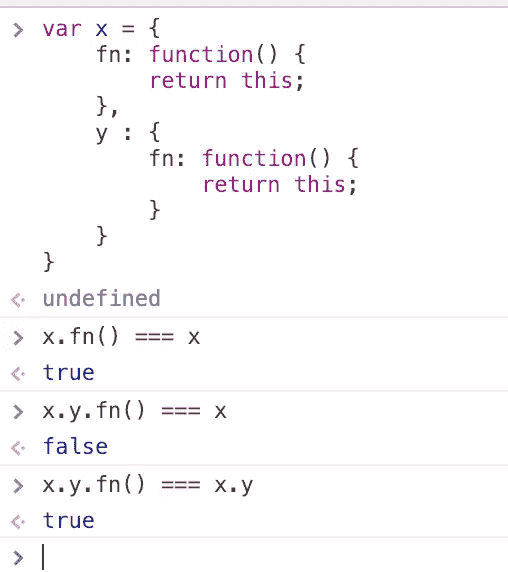 > var x = {
    fn: function() {
        return this;
    },
    y : {
        fn: function() {
            return this;
        }
    }
}
<· undefined
> x.fn() === x
<· true
> x.y.fn() === x
<· false
> x.y.fn() === x.y
<· true
>